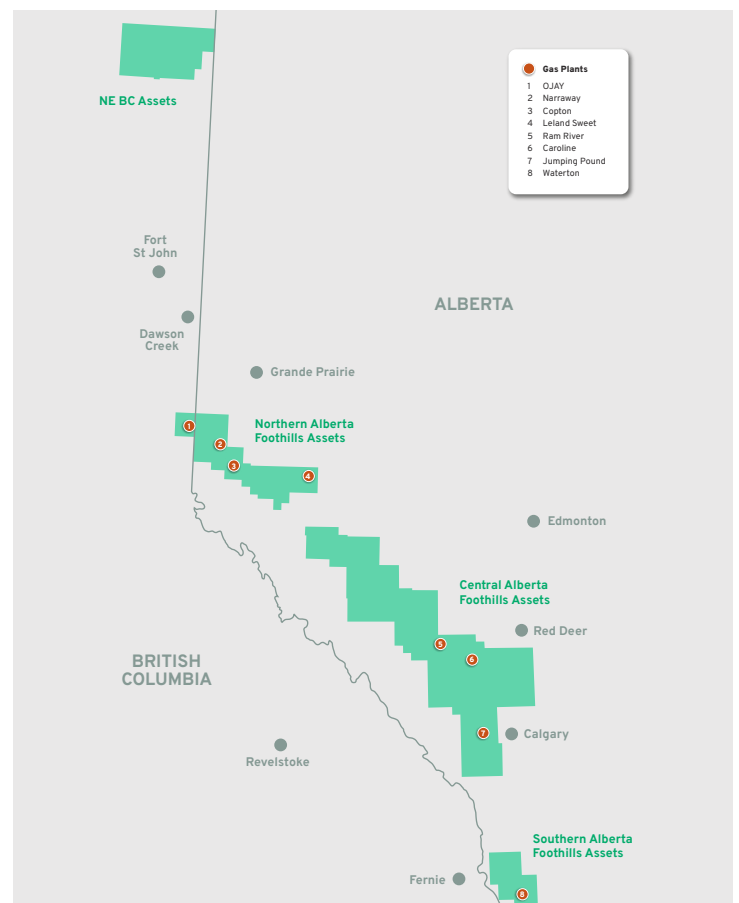 Gas Plants
1 OJAY
2 Narraway
3 Copton
4 Leland Sweet
5 Ram River
6 Caroline
7 Jumping Pound
8 Waterton
NE BC Assets
Fort
St John
ALBERTA
Dawson
Creek
Grande Prairie
1
Northern Alberta
Foothills Assets
2
3
4
Edmonton
Central Alberta
Foothills Assets
Red Deer
5
6
BRITISH
COLUMBIA
7
Calgary
Revelstoke
Southern Alberta
Foothills Assets
Fernie
8